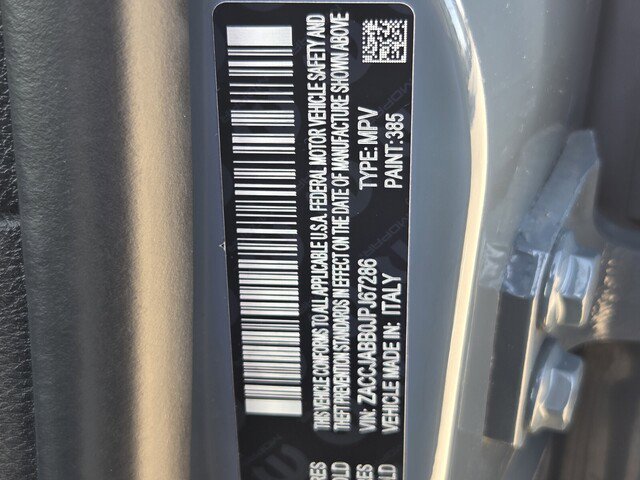 THIS VEHICLE CONFORMS TO ALL APPLICABLE U.S.A. FEDERAL MOTOR VEHICLE SAFETY AND
THEFT PREVENTION STANDARDS IN EFFECT ON THE DATE OF MANUFACTURE SHOWN ABOVE
VIN: ZACCJABB0JPJ67286 TYPE: MPV
VEHICLE MADE IN: ITALY PAINT: 385